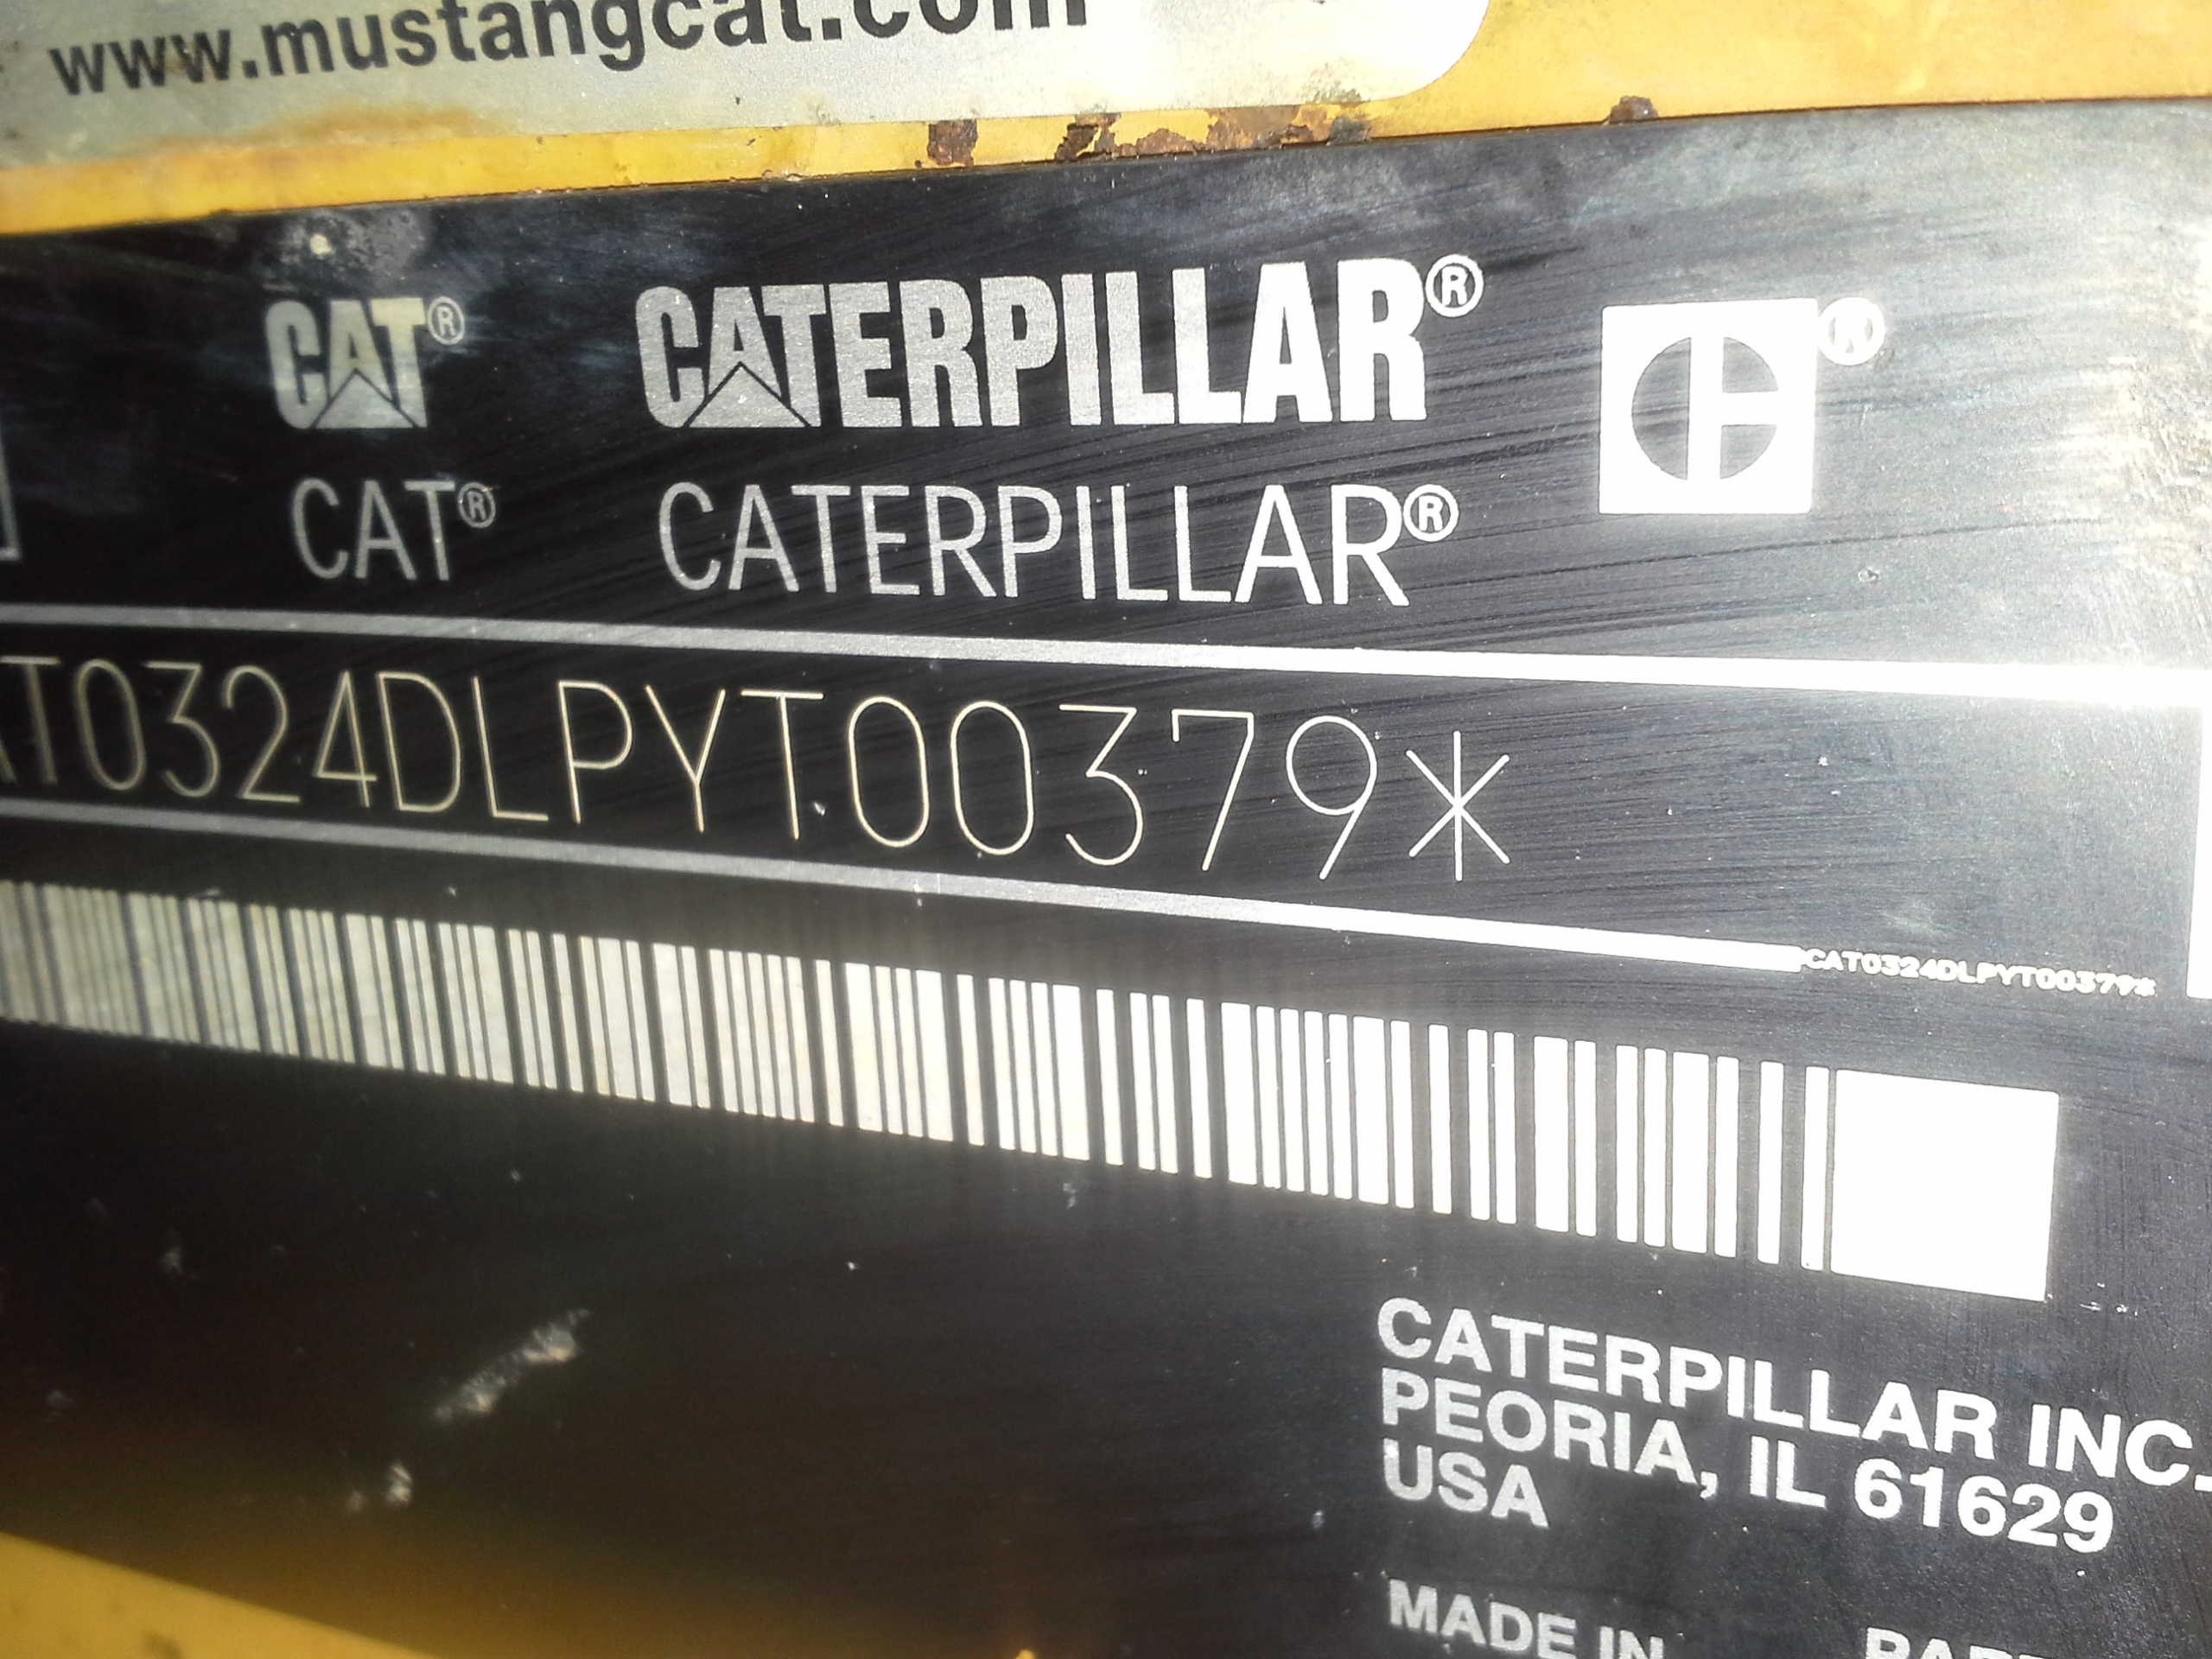 www.mustangcat.com
CAT® CATERPILLAR® ®
CAT® CATERPILLAR®
AT0324DLPYT00379*
CAT0324DLPYT00379*
CATERPILLAR INC.
PEORIA, IL 61629
USA
MADE IN